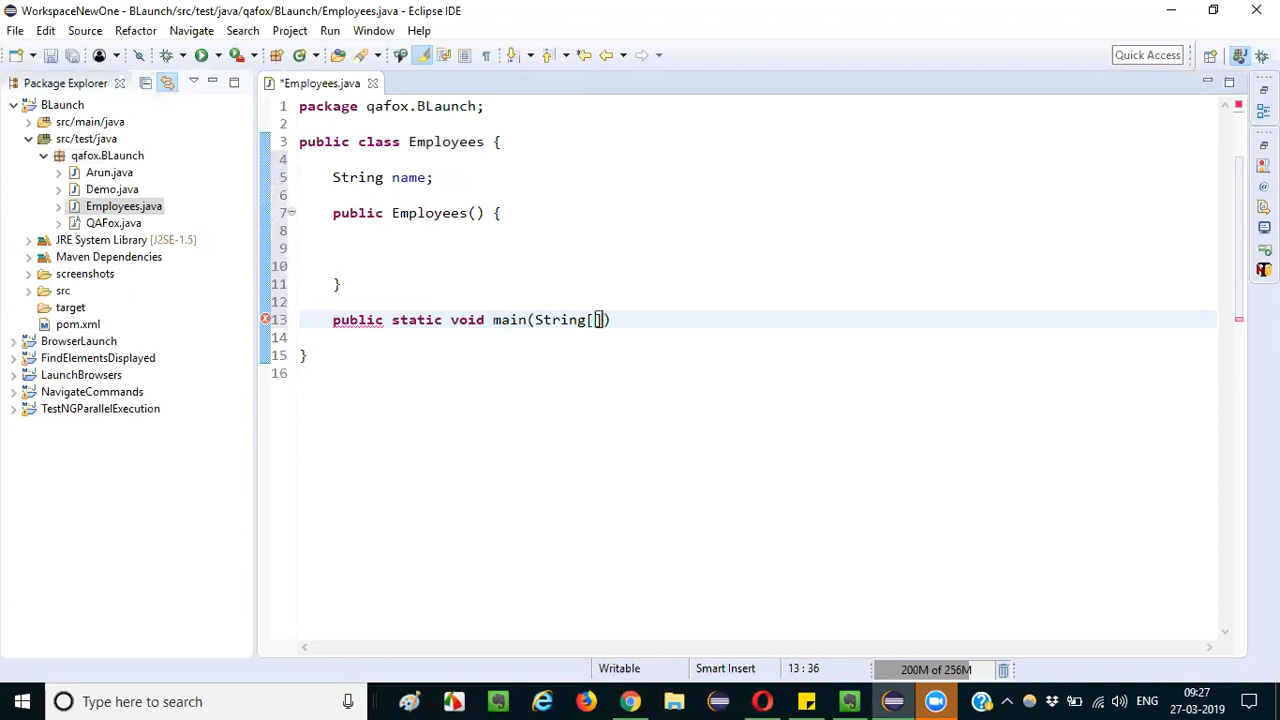 WorkspaceNewOne - BLaunch/src/test/java/qafox/BLaunch/Employees.java - Eclipse IDE
File Edit Source Refactor Navigate Search Project Run Window Help
Quick Access
Package Explorer
*Employees.java
BLaunch
src/main/java
src/test/java
qafox.BLaunch
Arun.java
Demo.java
Employees.java
QAFox.java
JRE System Library [J2SE-1.5]
Maven Dependencies
screenshots
src
target
pom.xml
BrowserLaunch
FindElementsDisplayed
LaunchBrowsers
NavigateCommands
TestNGParallelExecution
1 package qafox.BLaunch;
2
3 public class Employees {
4
5 String name;
6
7 public Employees() {
8
9
10
11 }
12
13 public static void main(String[])
14
15 }
16
Writable Smart Insert 13 : 36 200M of 256M
Type here to search
ENG
09:27
27-03-2019